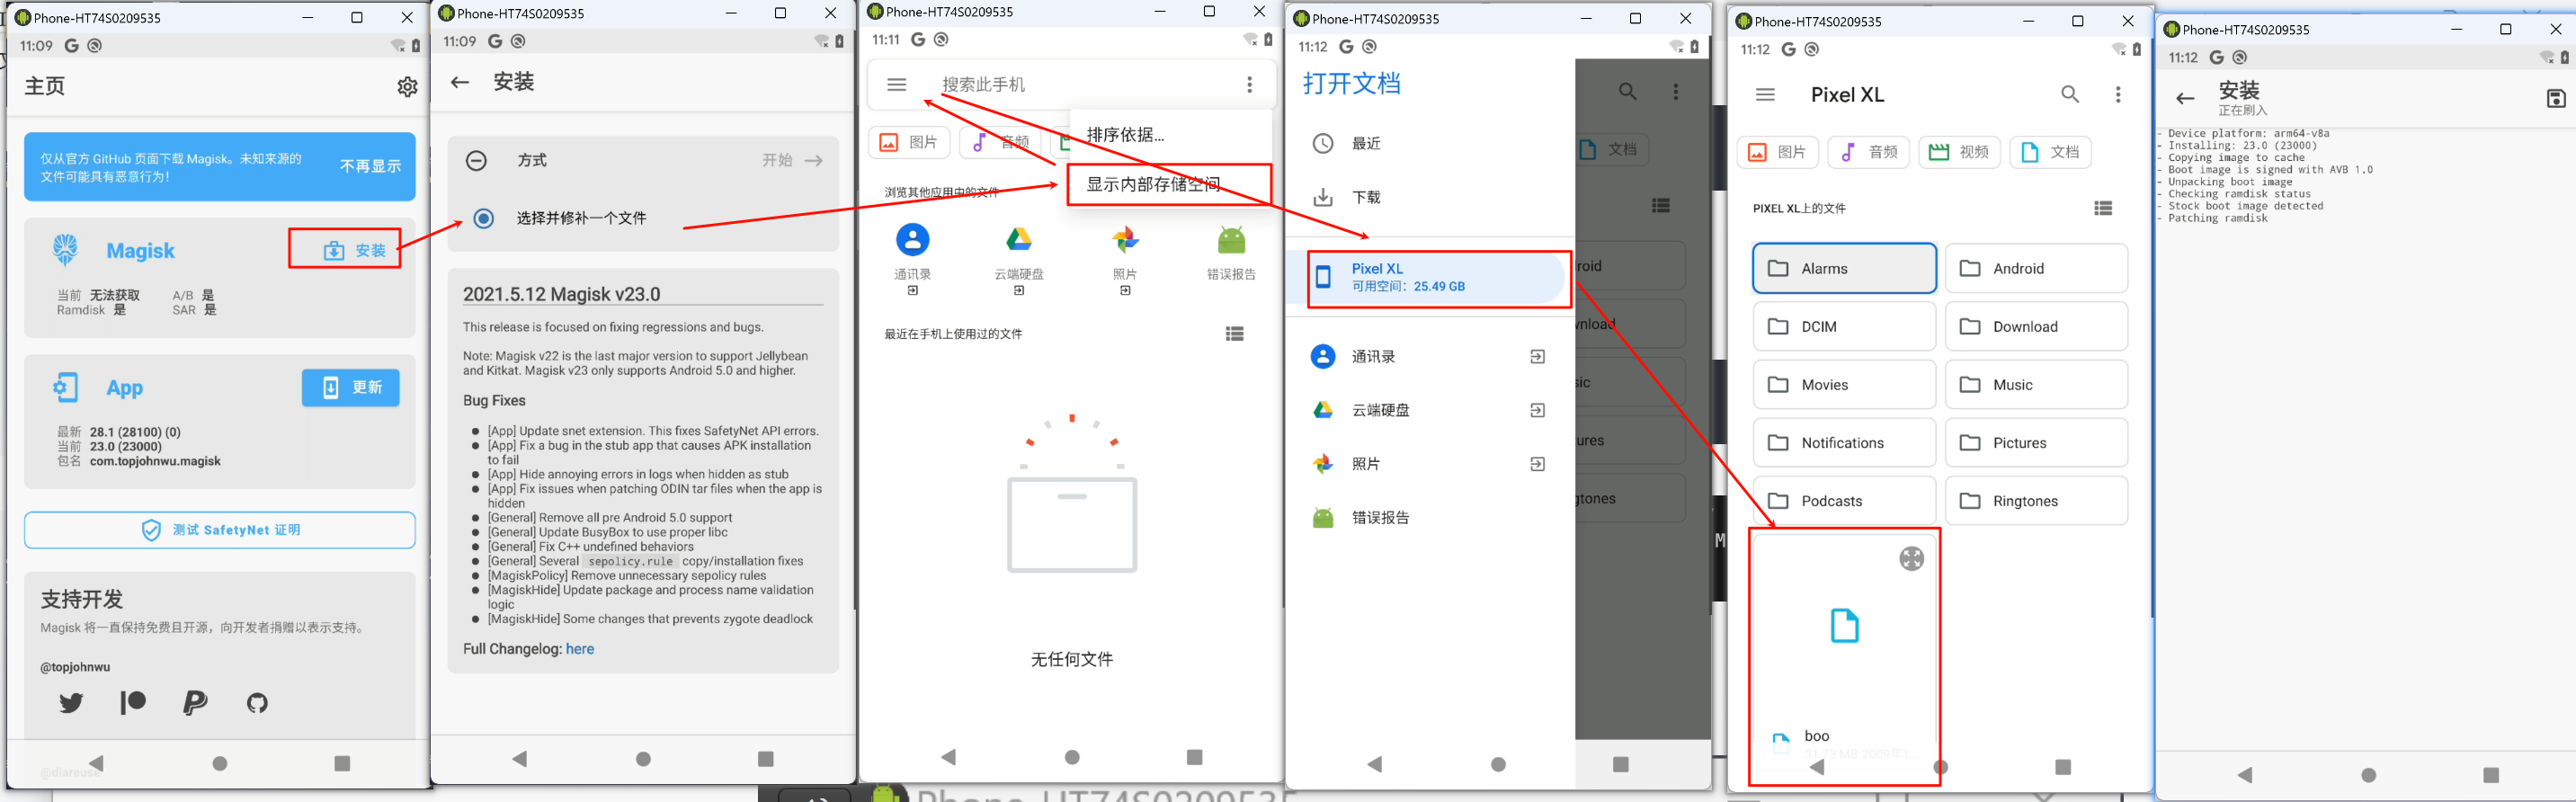 Phone-HT74S0209535
11:09
主页
仅从官方 GitHub 页面下载 Magisk。未知来源的
文件可能具有恶意行为！
不再显示
Magisk
安装
当前 无法获取 A/B 是
Ramdisk 是 SAR 是
App
更新
最新 28.1 (28100) (0)
当前 23.0 (23000)
包名 com.topjohnwu.magisk
测试 SafetyNet 证明
支持开发
Magisk 将一直保持免费且开源，向开发者捐赠以表示支持。
@topjohnwu
@diareuse
Phone-HT74S0209535
11:09
安装
方式
开始
选择并修补一个文件
2021.5.12 Magisk v23.0
This release is focused on fixing regressions and bugs.
Note: Magisk v22 is the last major version to support Jellybean
and Kitkat. Magisk v23 only supports Android 5.0 and higher.
Bug Fixes
[App] Update snet extension. This fixes SafetyNet API errors.
[App] Fix a bug in the stub app that causes APK installation
to fail
[App] Hide annoying errors in logs when hidden as stub
[App] Fix issues when patching ODIN tar files when the app is
hidden
[General] Remove all pre Android 5.0 support
[General] Update BusyBox to use proper libc
[General] Fix C++ undefined behaviors
[General] Several sepolicy.rule copy/installation fixes
[MagiskPolicy] Remove unnecessary sepolicy rules
[MagiskHide] Update package and process name validation
logic
[MagiskHide] Some changes that prevents zygote deadlock
Full Changelog: here
Phone-HT74S0209535
11:11
搜索此手机
图片
音频
排序依据...
显示内部存储空间
浏览其他应用中的文件
通讯录
云端硬盘
照片
错误报告
最近在手机上使用过的文件
无任何文件
Phone-HT74S0209535
11:12
打开文档
最近
下载
Pixel XL
可用空间：25.49 GB
通讯录
云端硬盘
照片
错误报告
文档
roid
wnload
sic
ures
gtones
Phone-HT74S0209535
11:12
Pixel XL
图片
音频
视频
文档
PIXEL XL上的文件
Alarms
Android
DCIM
Download
Movies
Music
Notifications
Pictures
Podcasts
Ringtones
boo
Phone-HT74S0209535
11:12
安装
正在刷入
- Device platform: arm64-v8a
- Installing: 23.0 (23000)
- Copying image to cache
- Boot image is signed with AVB 1.0
- Unpacking boot image
- Checking ramdisk status
- Stock boot image detected
- Patching ramdisk